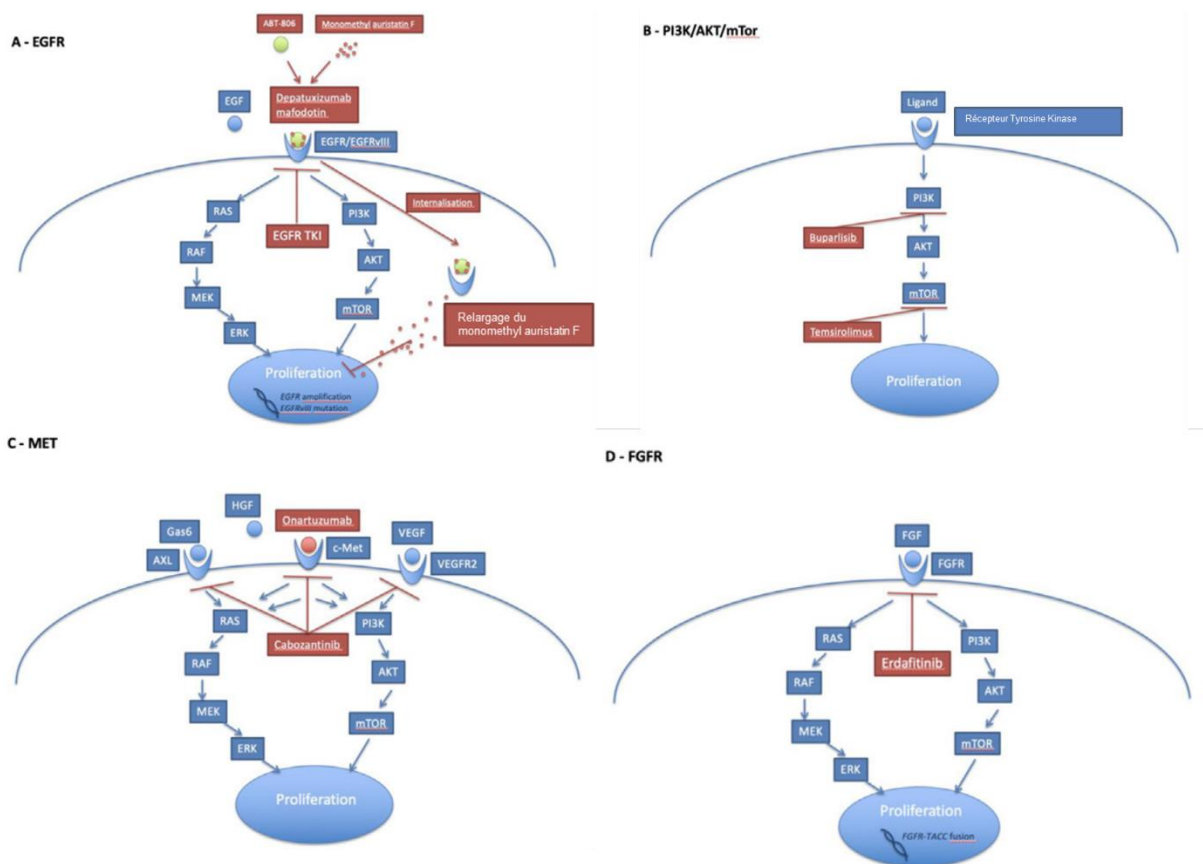 A - EGFR
ABT-806
Monomethyl auristatin F
EGF
Depatuxizumab
mafodotin
EGFR/EGFRvIII
Internalisation
RAS
PI3K
EGFR TKI
RAF
AKT
MEK
mTOR
ERK
Relargage du
monomethyl auristatin F
Proliferation
EGFR amplification
EGFRvIII mutation
B - PI3K/AKT/mTor
Ligand
Récepteur Tyrosine Kinase
PI3K
Buparlisib
AKT
mTOR
Temsirolimus
Proliferation
C - MET
HGF
Gas6
Onartuzumab
VEGF
AXL
c-Met
VEGFR2
RAS
PI3K
Cabozantinib
RAF
AKT
MEK
mTOR
ERK
Proliferation
D - FGFR
FGF
FGFR
RAS
PI3K
Erdafitinib
RAF
AKT
MEK
mTOR
ERK
Proliferation
FGFR-TACC fusion